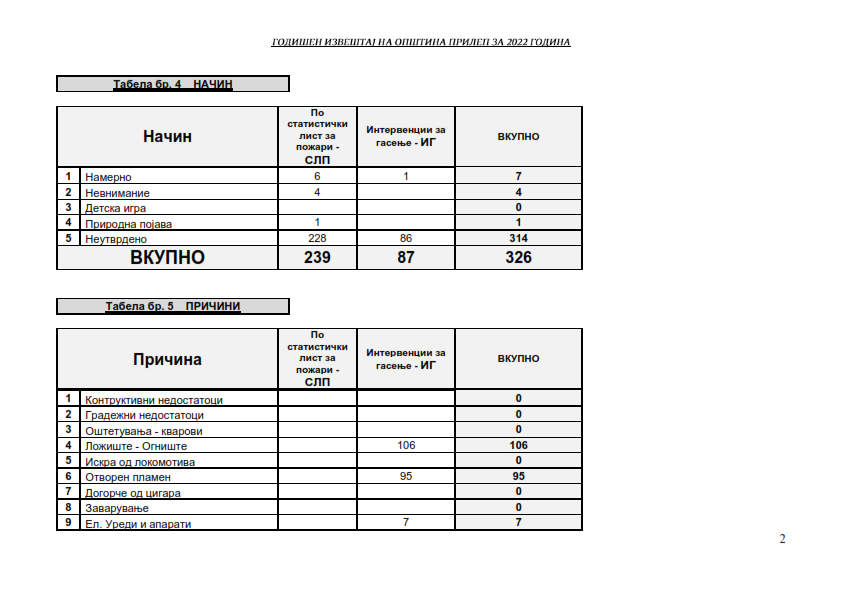 ГОДИШЕН ИЗВЕШТАЈ НА ОПШТИНА ПРИЛЕП ЗА 2022 ГОДИНА
Табела бр. 4 НАЧИН
Начин
По статистички лист за пожари - СЛП
Интервенции за гасење - ИГ
ВКУПНО
1 Намерно 6 1 7
2 Невнимание 4 4
3 Детска игра 0
4 Природна појава 1 1
5 Неутврдено 228 86 314
ВКУПНО 239 87 326
Табела бр. 5 ПРИЧИНИ
Причина
По статистички лист за пожари - СЛП
Интервенции за гасење - ИГ
ВКУПНО
1 Контруктивни недостатоци 0
2 Градежни недостатоци 0
3 Оштетувања - кварови 0
4 Ложиште - Огниште 106 106
5 Искра од локомотива 0
6 Отворен пламен 95 95
7 Догорче од цигара 0
8 Заварување 0
9 Ел. Уреди и апарати 7 7
2